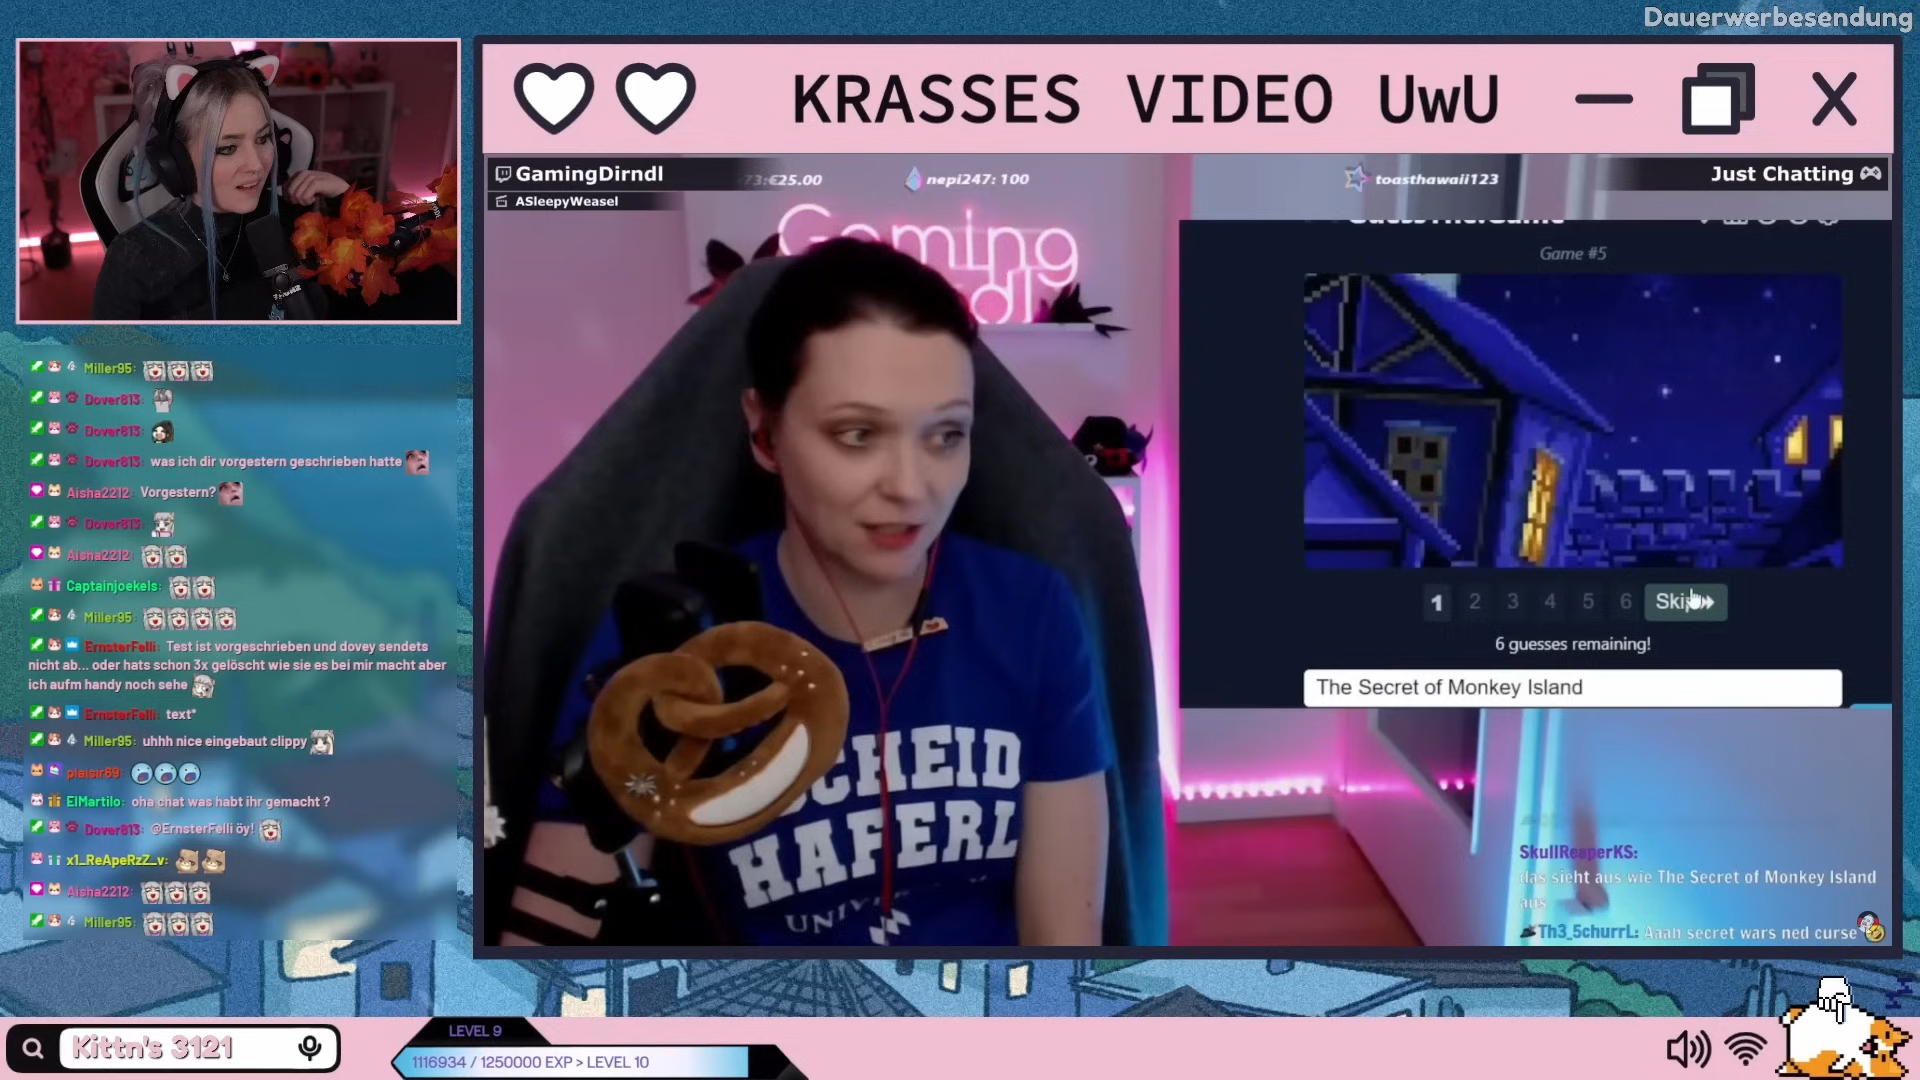 Dauerwerbesendung
KRASSES VIDEO UwU
GamingDirndl
ASleepyWeasel
73:€25.00
nepi247: 100
toasthawaii123
Just Chatting
Gaming
Game #5
1 2 3 4 5 6
6 guesses remaining!
The Secret of Monkey Island
HAFERL
SkullReaperKS:
das sieht aus wie The Secret of Monkey Island
aus
Th3_5churrL: Aaah secret wars ned curse
Miller95:
Dover813:
Dover813:
Dover813: was ich dir vorgestern geschrieben hatte
Aisha2212: Vorgestern?
Dover813:
Aisha2212:
Captainjoekels:
Miller95:
ErnsterFelli: Test ist vorgeschrieben und dovey sendets
nicht ab... oder hats schon 3x gelöscht wie sie es bei mir macht aber
ich aufm handy noch sehe
ErnsterFelli: text*
Miller95: uhhh nice eingebaut clippy
plaisir89:
ElMartilo: oha chat was habt ihr gemacht ?
Dover813: @ErnsterFelli öy!
x1_ReApeRzZ_v:
Aisha2212:
Miller95:
Kittn's 3121
LEVEL 9
1116934 / 1250000 EXP > LEVEL 10